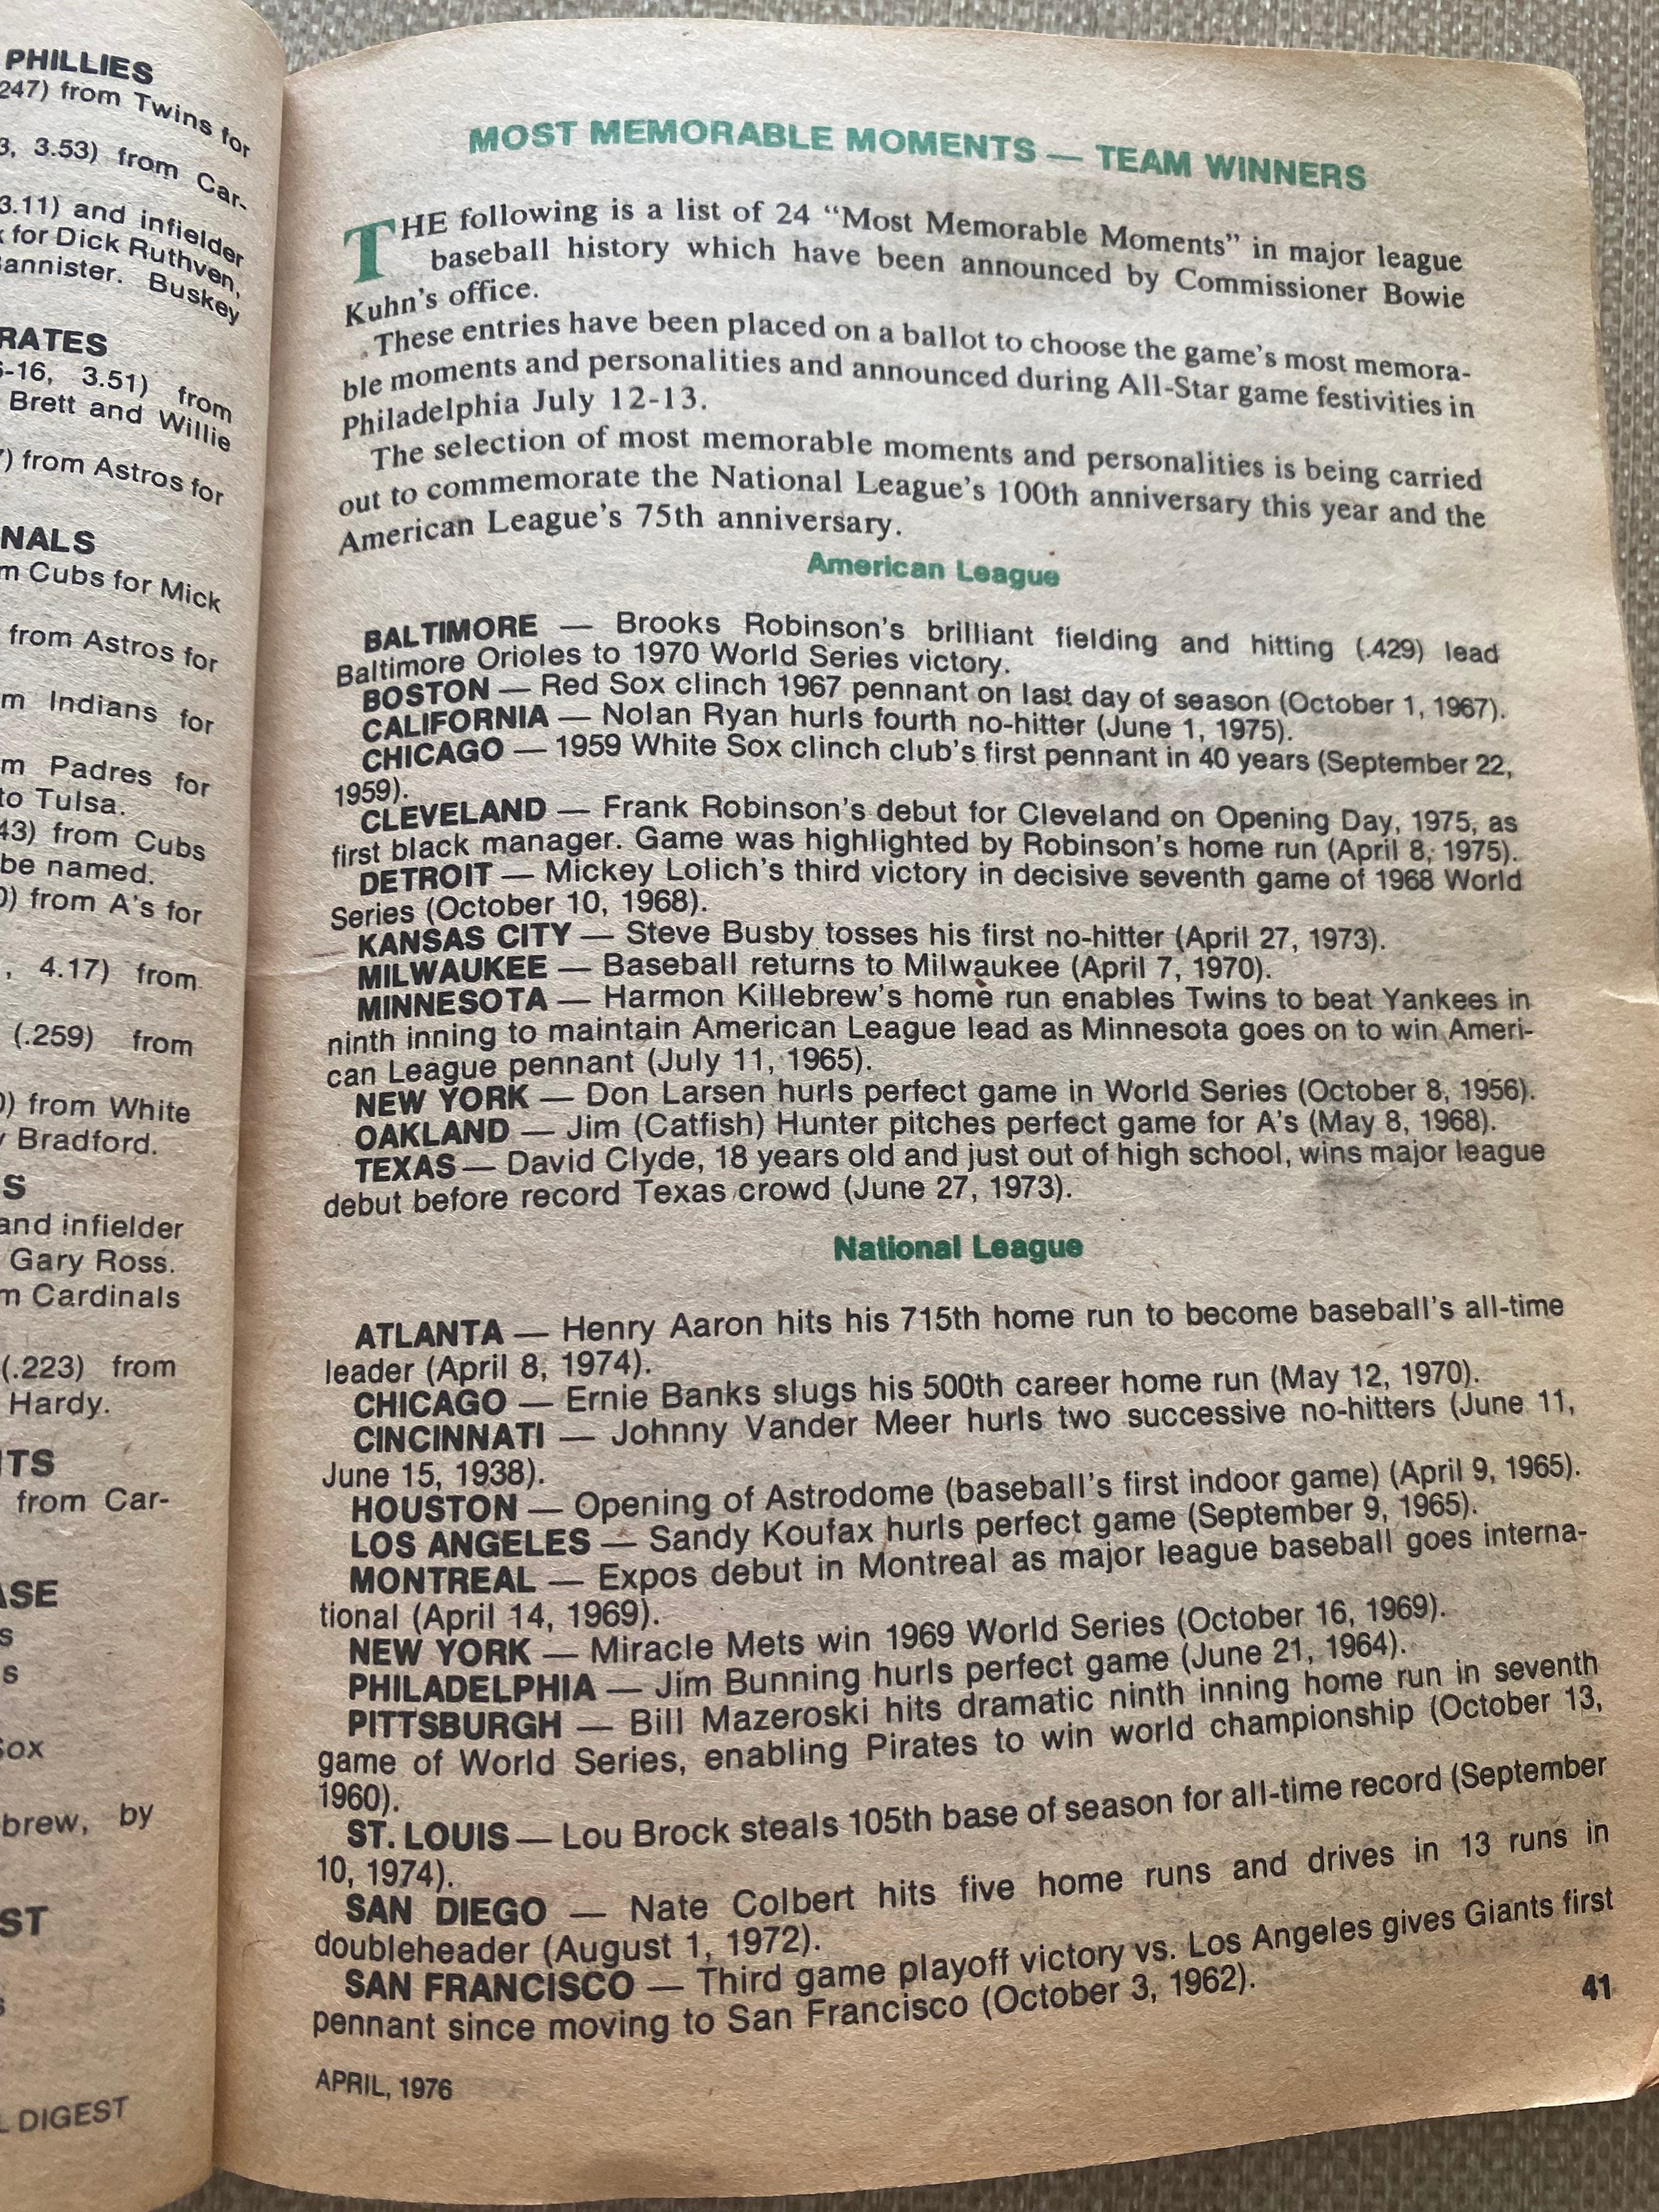 PHILLIES
247) from Twins for
3, 3.53) from Car-
3.11) and infielder
for Dick Ruthven,
Bannister. Buskey
RATES
-16, 3.51) from
Brett and Willie
) from Astros for
NALS
m Cubs for Mick
from Astros for
m Indians for
m Padres for
to Tulsa.
43) from Cubs
be named.
0) from A's for
, 4.17) from
(.259) from
0) from White
Bradford.
S
and infielder
Gary Ross.
m Cardinals
(.223) from
Hardy.
ITS
from Car-
ASE
s
s
Sox
brew, by
ST
s
L DIGEST
MOST MEMORABLE MOMENTS — TEAM WINNERS
THE following is a list of 24 “Most Memorable Moments” in major league
baseball history which have been announced by Commissioner Bowie
Kuhn's office.
These entries have been placed on a ballot to choose the game's most memora-
ble moments and personalities and announced during All-Star game festivities in
Philadelphia July 12-13.
The selection of most memorable moments and personalities is being carried
out to commemorate the National League's 100th anniversary this year and the
American League's 75th anniversary.
American League
BALTIMORE — Brooks Robinson's brilliant fielding and hitting (.429) lead
Baltimore Orioles to 1970 World Series victory.
BOSTON — Red Sox clinch 1967 pennant on last day of season (October 1, 1967).
CALIFORNIA — Nolan Ryan hurls fourth no-hitter (June 1, 1975).
CHICAGO — 1959 White Sox clinch club's first pennant in 40 years (September 22,
1959).
CLEVELAND — Frank Robinson's debut for Cleveland on Opening Day, 1975, as
first black manager. Game was highlighted by Robinson's home run (April 8, 1975).
DETROIT — Mickey Lolich's third victory in decisive seventh game of 1968 World
Series (October 10, 1968).
KANSAS CITY — Steve Busby tosses his first no-hitter (April 27, 1973).
MILWAUKEE — Baseball returns to Milwaukee (April 7, 1970).
MINNESOTA — Harmon Killebrew's home run enables Twins to beat Yankees in
ninth inning to maintain American League lead as Minnesota goes on to win Ameri-
can League pennant (July 11, 1965).
NEW YORK — Don Larsen hurls perfect game in World Series (October 8, 1956).
OAKLAND — Jim (Catfish) Hunter pitches perfect game for A's (May 8, 1968).
TEXAS — David Clyde, 18 years old and just out of high school, wins major league
debut before record Texas crowd (June 27, 1973).
National League
ATLANTA — Henry Aaron hits his 715th home run to become baseball's all-time
leader (April 8, 1974).
CHICAGO — Ernie Banks slugs his 500th career home run (May 12, 1970).
CINCINNATI — Johnny Vander Meer hurls two successive no-hitters (June 11,
June 15, 1938).
HOUSTON — Opening of Astrodome (baseball's first indoor game) (April 9, 1965).
LOS ANGELES — Sandy Koufax hurls perfect game (September 9, 1965).
MONTREAL — Expos debut in Montreal as major league baseball goes interna-
tional (April 14, 1969).
NEW YORK — Miracle Mets win 1969 World Series (October 16, 1969).
PHILADELPHIA — Jim Bunning hurls perfect game (June 21, 1964).
PITTSBURGH — Bill Mazeroski hits dramatic ninth inning home run in seventh
game of World Series, enabling Pirates to win world championship (October 13,
1960).
ST. LOUIS — Lou Brock steals 105th base of season for all-time record (September
10, 1974).
SAN DIEGO — Nate Colbert hits five home runs and drives in 13 runs in
doubleheader (August 1, 1972).
SAN FRANCISCO — Third game playoff victory vs. Los Angeles gives Giants first
pennant since moving to San Francisco (October 3, 1962).
41
APRIL, 1976